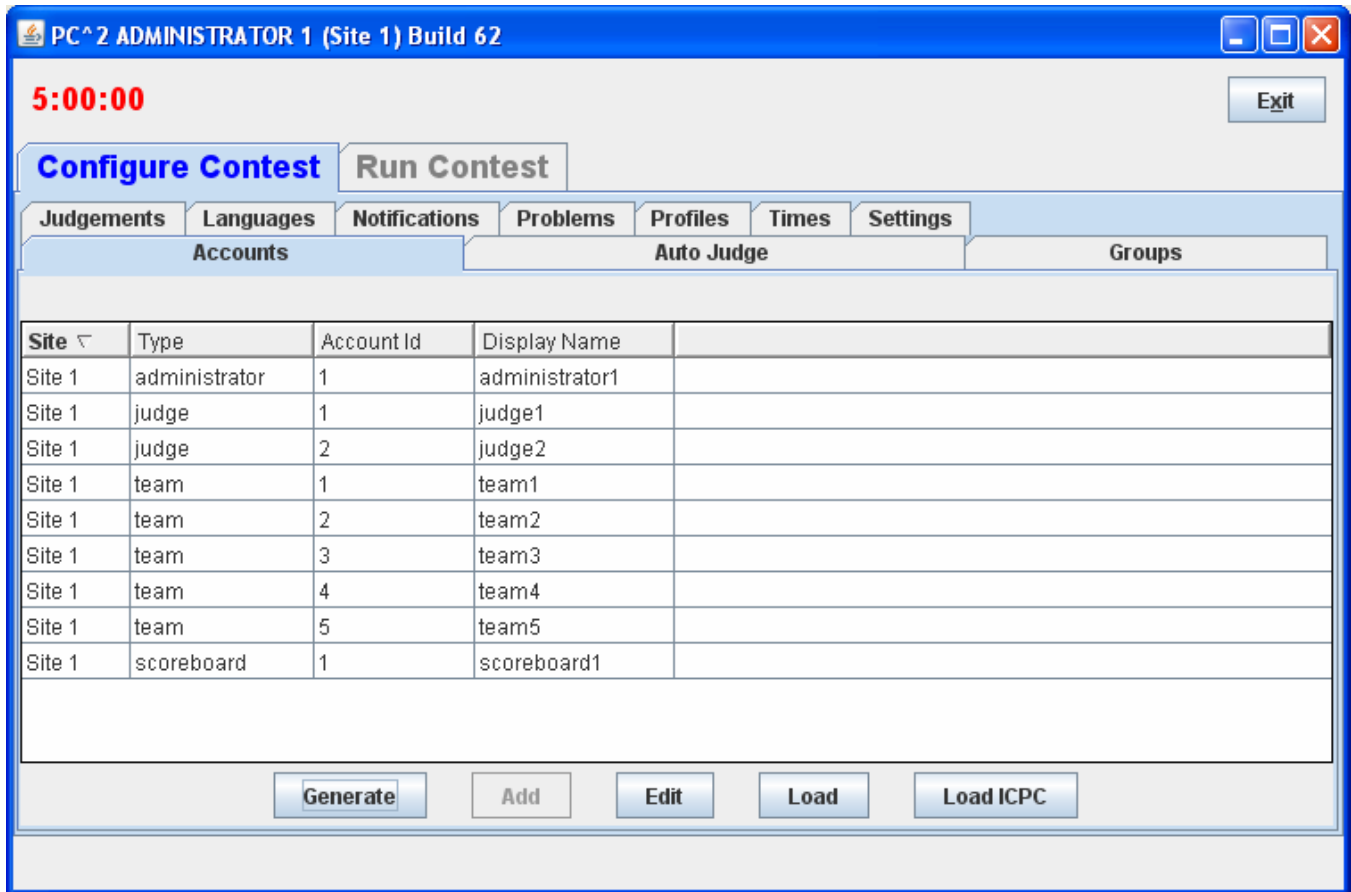 PC^2 ADMINISTRATOR 1 (Site 1) Build 62
5:00:00 Exit
Configure Contest Run Contest
Judgements Languages Notifications Problems Profiles Times Settings
Accounts Auto Judge Groups
Site Type Account Id Display Name
Site 1 administrator 1 administrator1
Site 1 judge 1 judge1
Site 1 judge 2 judge2
Site 1 team 1 team1
Site 1 team 2 team2
Site 1 team 3 team3
Site 1 team 4 team4
Site 1 team 5 team5
Site 1 scoreboard 1 scoreboard1
Generate Add Edit Load Load ICPC